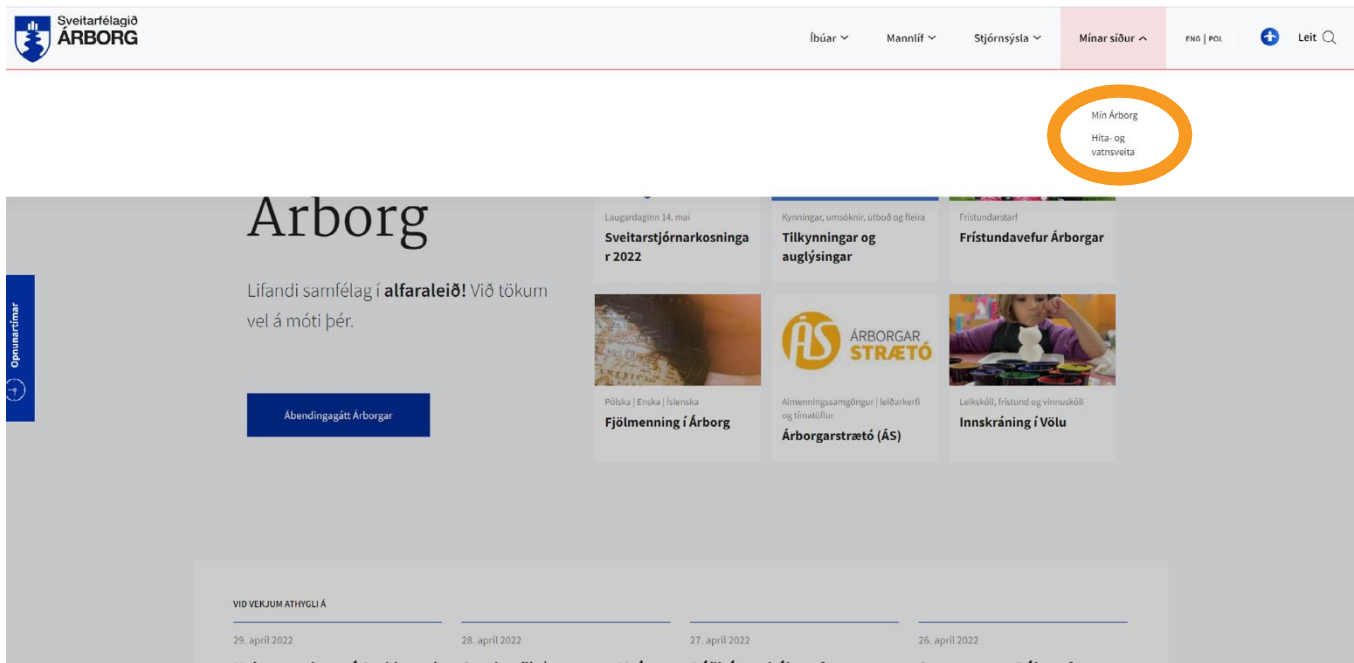 Sveitarfélagið
ÁRBORG
Íbúar
Mannlíf
Stjórnsýsla
Mínar síður
ENG | POL
Leit
Mín Árborg
Hita- og
vatnsveita
Árborg
Lifandi samfélag í alfaraleið! Við tökum
vel á móti þér.
Ábendingagátt Árborgar
Opnunartímar
Laugardaginn 14. maí
Sveitarstjórnarkosninga
r 2022
Kynningar, umsóknir, útboð og fleira
Tilkynningar og
auglýsingar
Frístundarstarf
Frístundavefur Árborgar
Pólska | Enska | Íslenska
Fjölmenning í Árborg
ÁS
ÁRBORGAR
STRÆTÓ
Almenningssamgöngur | leiðarkerfi
og tímatöflur
Árborgarstrætó (ÁS)
Leikskóli, frístund og vinnuskóli
Innskráning í Völu
VIÐ VEKJUM ATHYGLI Á
29. apríl 2022
28. apríl 2022
27. apríl 2022
26. apríl 2022